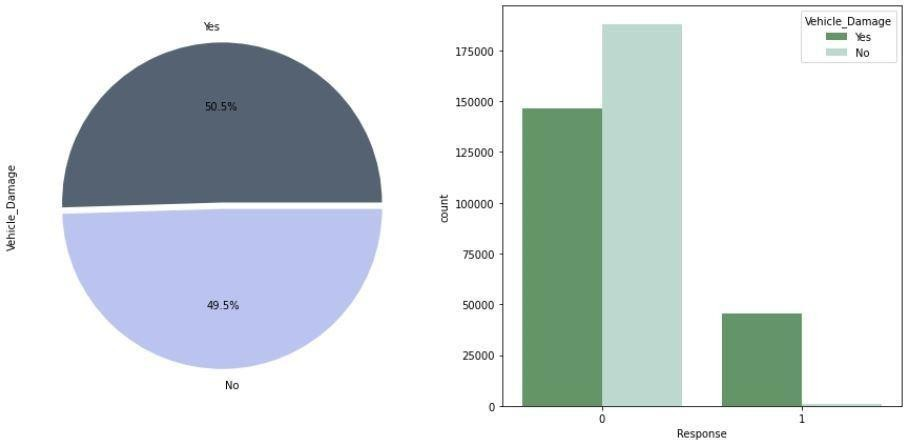 Yes
50.5%
Vehicle_Damage
49.5%
No
Vehicle_Damage
Yes
No
175000
150000
125000
100000
75000
50000
25000
0
count
0
1
Response